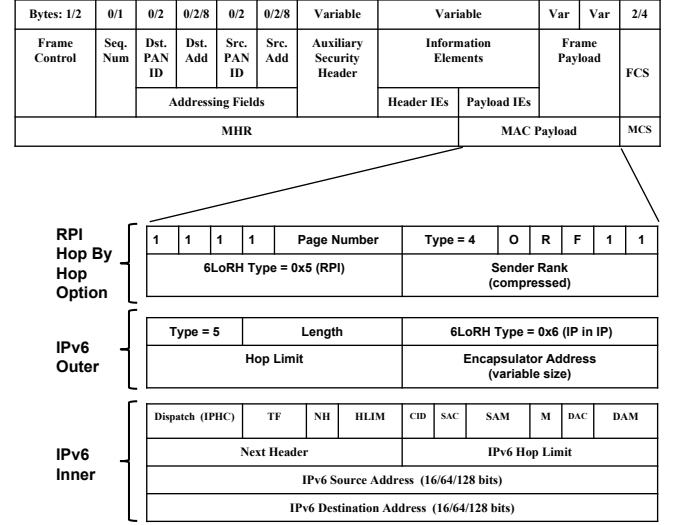 Bytes: 1/2 0/1 0/2 0/2/8 0/2 0/2/8 Variable Variable Var Var 2/4
Frame Control
Seq. Num
Dst. PAN ID
Dst. Add
Src. PAN ID
Src. Add
Auxiliary Security Header
Information Elements
Frame Payload
FCS
Addressing Fields
Header IEs Payload IEs
MHR MAC Payload MCS
RPI
Hop By
Hop
Option
1 1 1 1 Page Number Type = 4 O R F 1 1
6LoRH Type = 0x5 (RPI)
Sender Rank
(compressed)
IPv6
Outer
Type = 5 Length 6LoRH Type = 0x6 (IP in IP)
Hop Limit
Encapsulator Address
(variable size)
IPv6
Inner
Dispatch (IPHC) TF NH HLIM CID SAC SAM M DAC DAM
Next Header IPv6 Hop Limit
IPv6 Source Address (16/64/128 bits)
IPv6 Destination Address (16/64/128 bits)